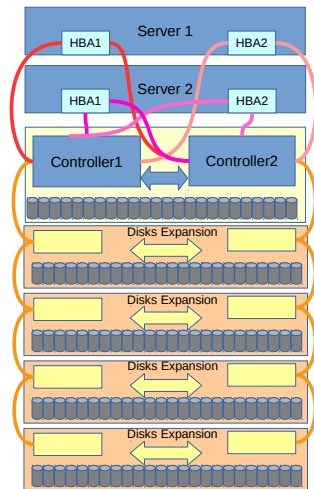 Server 1
HBA1
HBA2
Server 2
HBA1
HBA2
Controller1
Controller2
Disks Expansion
Disks Expansion
Disks Expansion
Disks Expansion